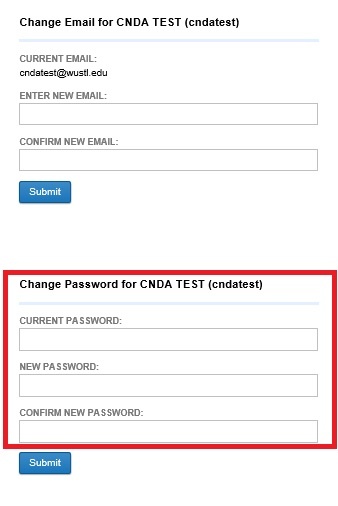 Change Email for CNDA TEST (cndatest)
CURRENT EMAIL:
cndatest@wustl.edu
ENTER NEW EMAIL:
CONFIRM NEW EMAIL:
Submit
Change Password for CNDA TEST (cndatest)
CURRENT PASSWORD:
NEW PASSWORD:
CONFIRM NEW PASSWORD:
Submit